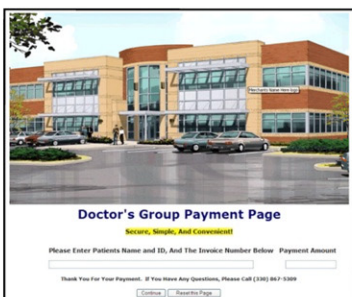 Doctor's Group Payment Page
Secure, Simple, And Convenient!
Please Enter Patients Name and ID, And The Invoice Number Below Payment Amount
Thank You For Your Payment. If You Have Any Questions, Please Call (330) 867-5309
Continue Reset this Page